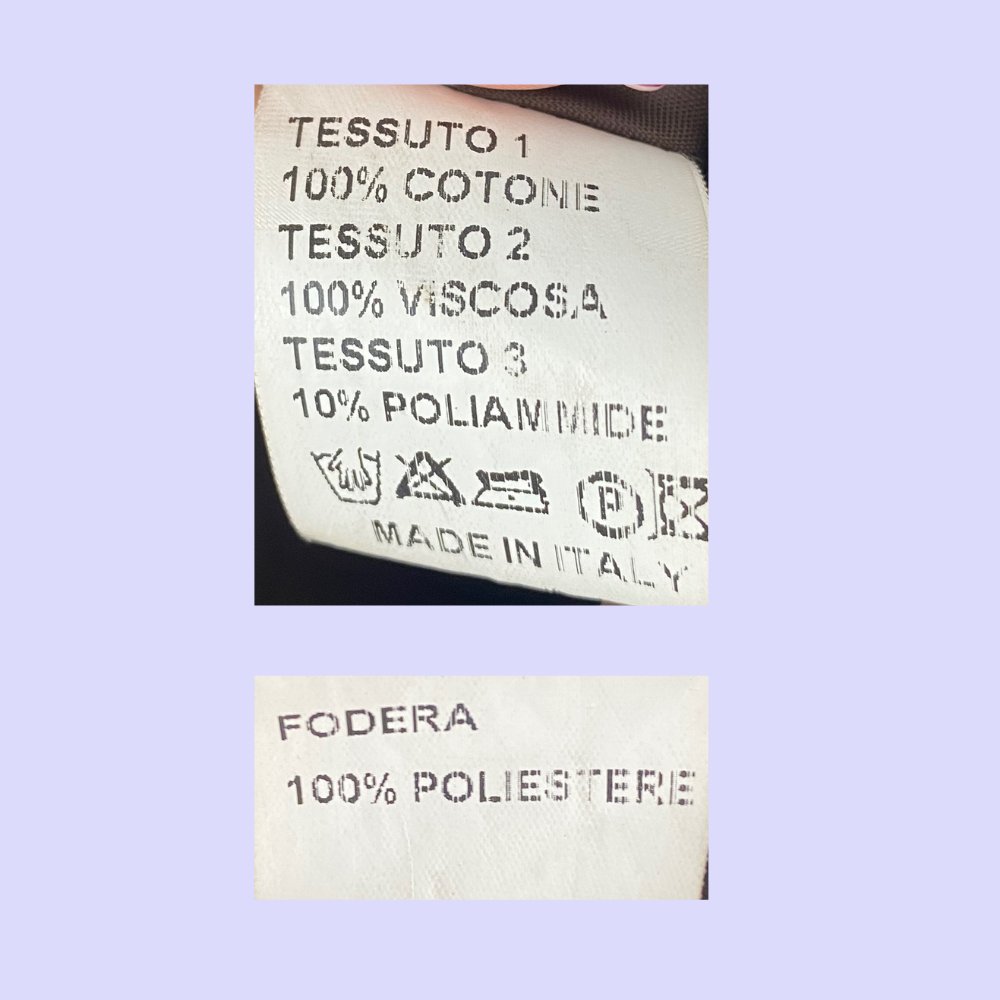 TESSUTO 1
100% COTONE
TESSUTO 2
100% VISCOSA
TESSUTO 3
10% POLIAMMIDE
P
MADE IN ITALY
FODERA
100% POLIESTERE